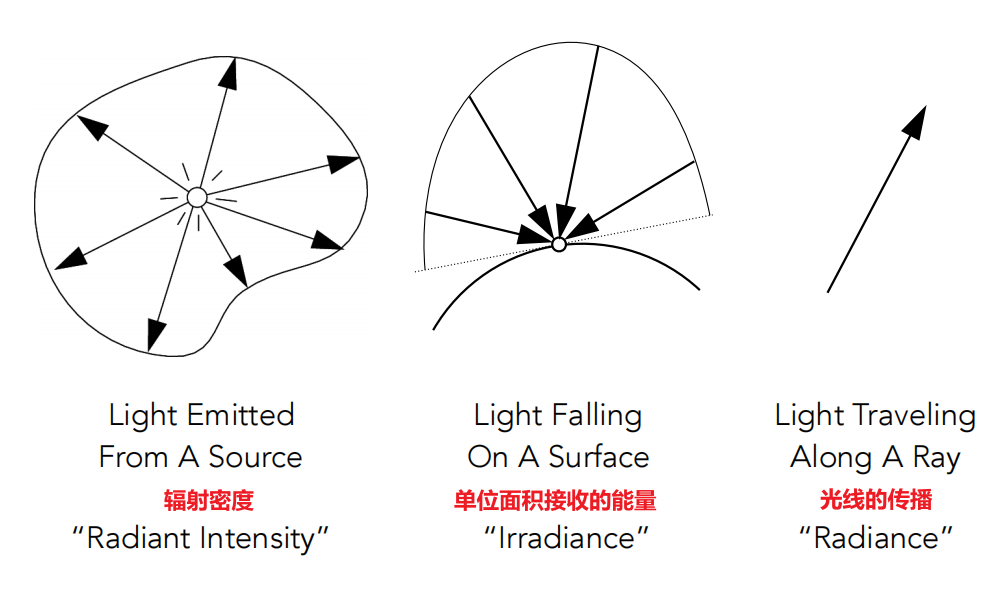 Light Emitted
From A Source
辐射密度
“Radiant Intensity”
Light Falling
On A Surface
单位面积接收的能量
“Irradiance”
Light Traveling
Along A Ray
光线的传播
“Radiance”